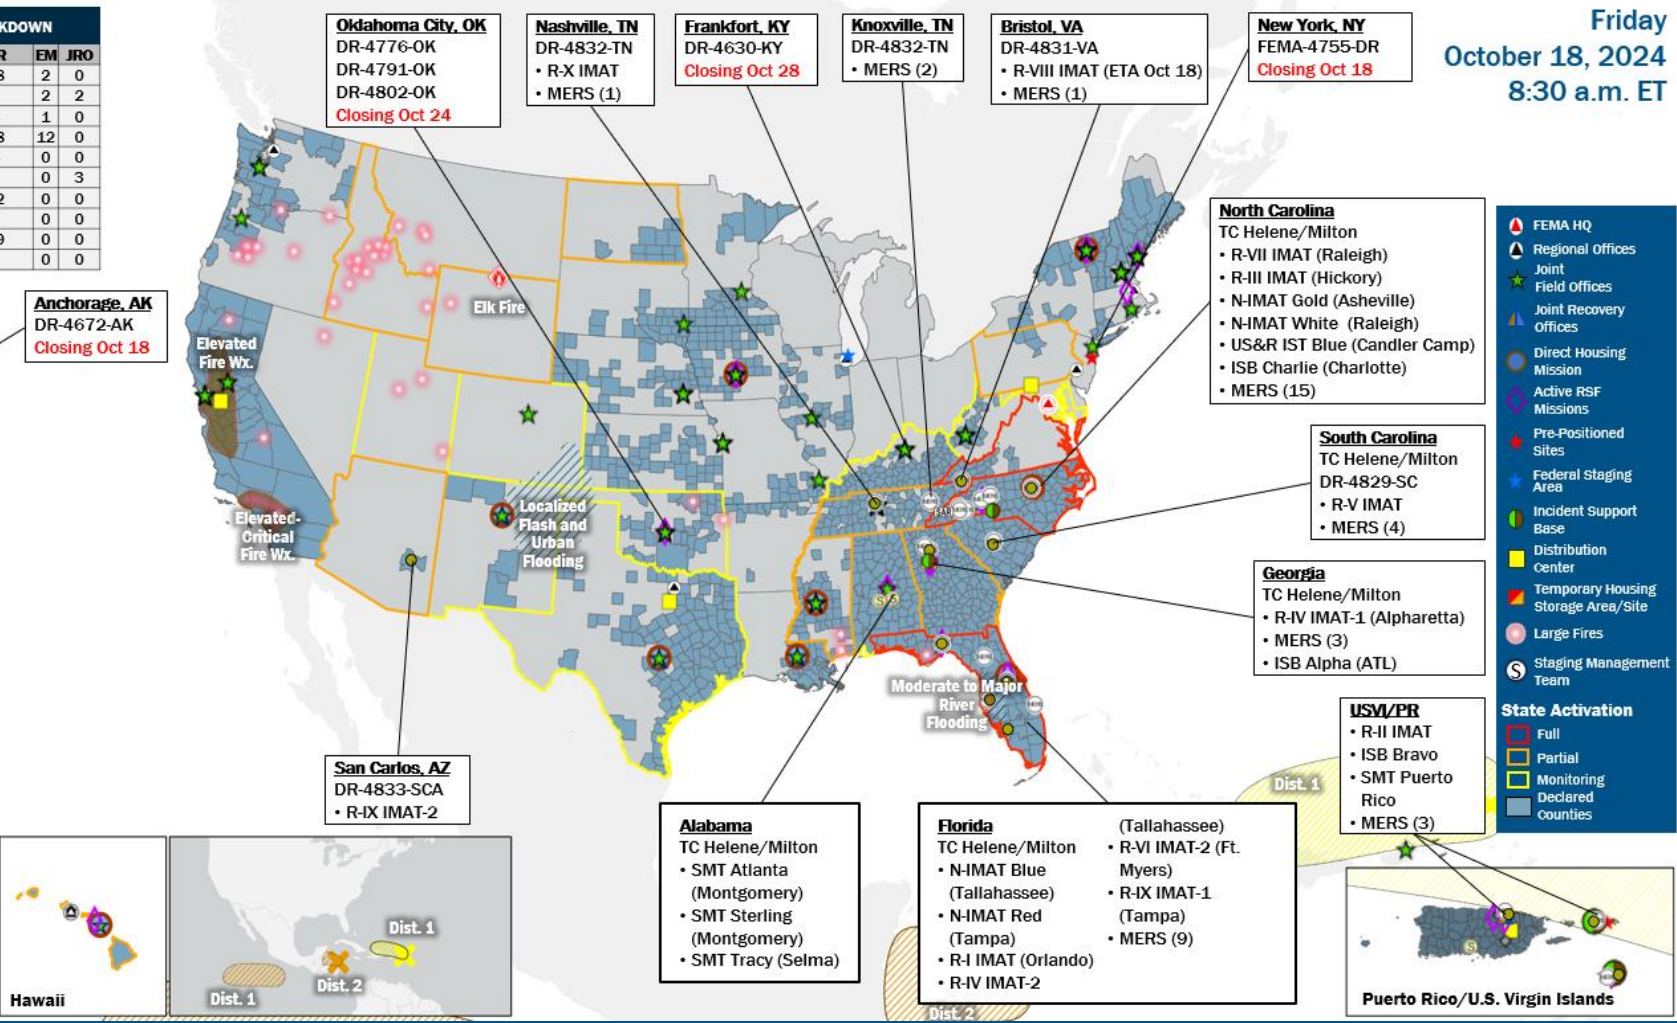 KDOWN
R EM JRO
8 2 0
2 2
1 0
8 12 0
0 0
0 3
2 0 0
0 0
9 0 0
0 0
Oklahoma City, OK
DR-4776-OK
DR-4791-OK
DR-4802-OK
Closing Oct 24
Nashville, TN
DR-4832-TN
• R-X IMAT
• MERS (1)
Frankfort, KY
DR-4630-KY
Closing Oct 28
Knoxville, TN
DR-4832-TN
• MERS (2)
Bristol, VA
DR-4831-VA
• R-VIII IMAT (ETA Oct 18)
• MERS (1)
New York, NY
FEMA-4755-DR
Closing Oct 18
Friday
October 18, 2024
8:30 a.m. ET
Anchorage, AK
DR-4672-AK
Closing Oct 18
North Carolina
TC Helene/Milton
• R-VII IMAT (Raleigh)
• R-III IMAT (Hickory)
• N-IMAT Gold (Asheville)
• N-IMAT White (Raleigh)
• US&R IST Blue (Candler Camp)
• ISB Charlie (Charlotte)
• MERS (15)
South Carolina
TC Helene/Milton
DR-4829-SC
• R-V IMAT
• MERS (4)
Georgia
TC Helene/Milton
• R-IV IMAT-1 (Alpharetta)
• MERS (3)
• ISB Alpha (ATL)
USVI/PR
• R-II IMAT
• ISB Bravo
• SMT Puerto
Rico
• MERS (3)
FEMA HQ
Regional Offices
Joint
Field Offices
Joint Recovery
Offices
Direct Housing
Mission
Active RSF
Missions
Pre-Positioned
Sites
Federal Staging
Area
Incident Support
Base
Distribution
Center
Temporary Housing
Storage Area/Site
Large Fires
S
Staging Management
Team
State Activation
Full
Partial
Monitoring
Declared
Counties
Elk Fire
Elevated
Fire Wx.
Elevated-
Critical
Fire Wx.
Localized
Flash and
Urban
Flooding
Moderate to Major
River
Flooding
San Carlos, AZ
DR-4833-SCA
• R-IX IMAT-2
Alabama
TC Helene/Milton
• SMT Atlanta
(Montgomery)
• SMT Sterling
(Montgomery)
• SMT Tracy (Selma)
Florida
TC Helene/Milton
• N-IMAT Blue
(Tallahassee)
• N-IMAT Red
(Tampa)
• R-I IMAT (Orlando)
• R-IV IMAT-2
(Tallahassee)
• R-VI IMAT-2 (Ft.
Myers)
• R-IX IMAT-1
(Tampa)
• MERS (9)
Dist. 1
Dist. 2
Hawaii
Dist. 1
Dist. 2
Dist. 1
Puerto Rico/U.S. Virgin Islands